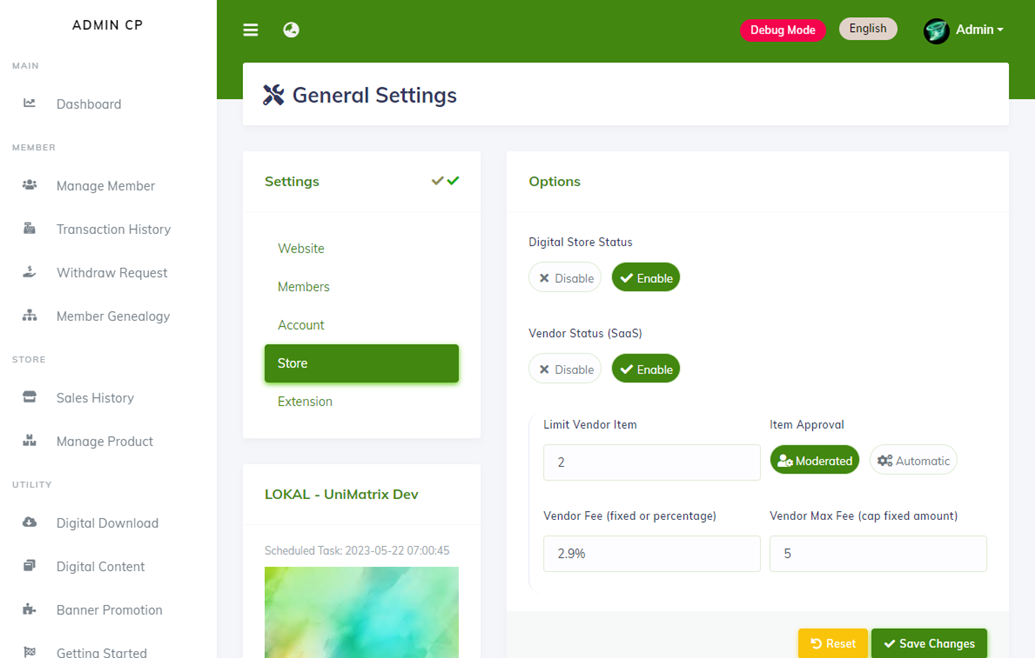 ADMIN CP
MAIN
Dashboard
MEMBER
Manage Member
Transaction History
Withdraw Request
Member Genealogy
STORE
Sales History
Manage Product
UTILITY
Digital Download
Digital Content
Banner Promotion
Getting Started
Debug Mode
English
Admin
General Settings
Settings
Website
Members
Account
Store
Extension
LOKAL - UniMatrix Dev
Scheduled Task: 2023-05-22 07:00:45
Options
Digital Store Status
Disable Enable
Vendor Status (SaaS)
Disable Enable
Limit Vendor Item
2
Item Approval
Moderated Automatic
Vendor Fee (fixed or percentage)
2.9%
Vendor Max Fee (cap fixed amount)
5
Reset Save Changes